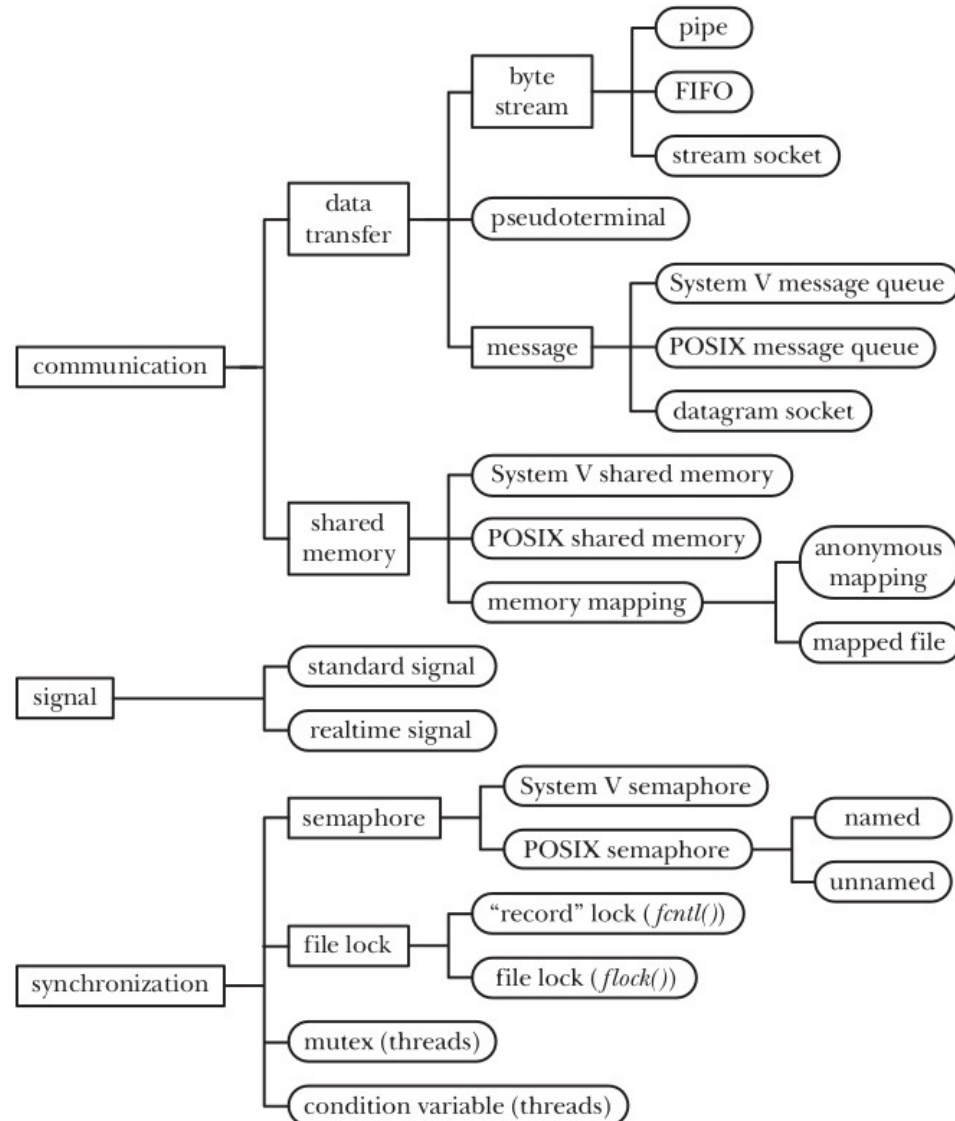 pipe
byte
stream
FIFO
stream socket
data
transfer
pseudoterminal
System V message queue
message
POSIX message queue
communication
datagram socket
System V shared memory
shared
memory
POSIX shared memory
anonymous
mapping
memory mapping
mapped file
standard signal
signal
realtime signal
System V semaphore
semaphore
named
POSIX semaphore
unnamed
“record” lock (fcntl())
file lock
file lock (flock())
synchronization
mutex (threads)
condition variable (threads)